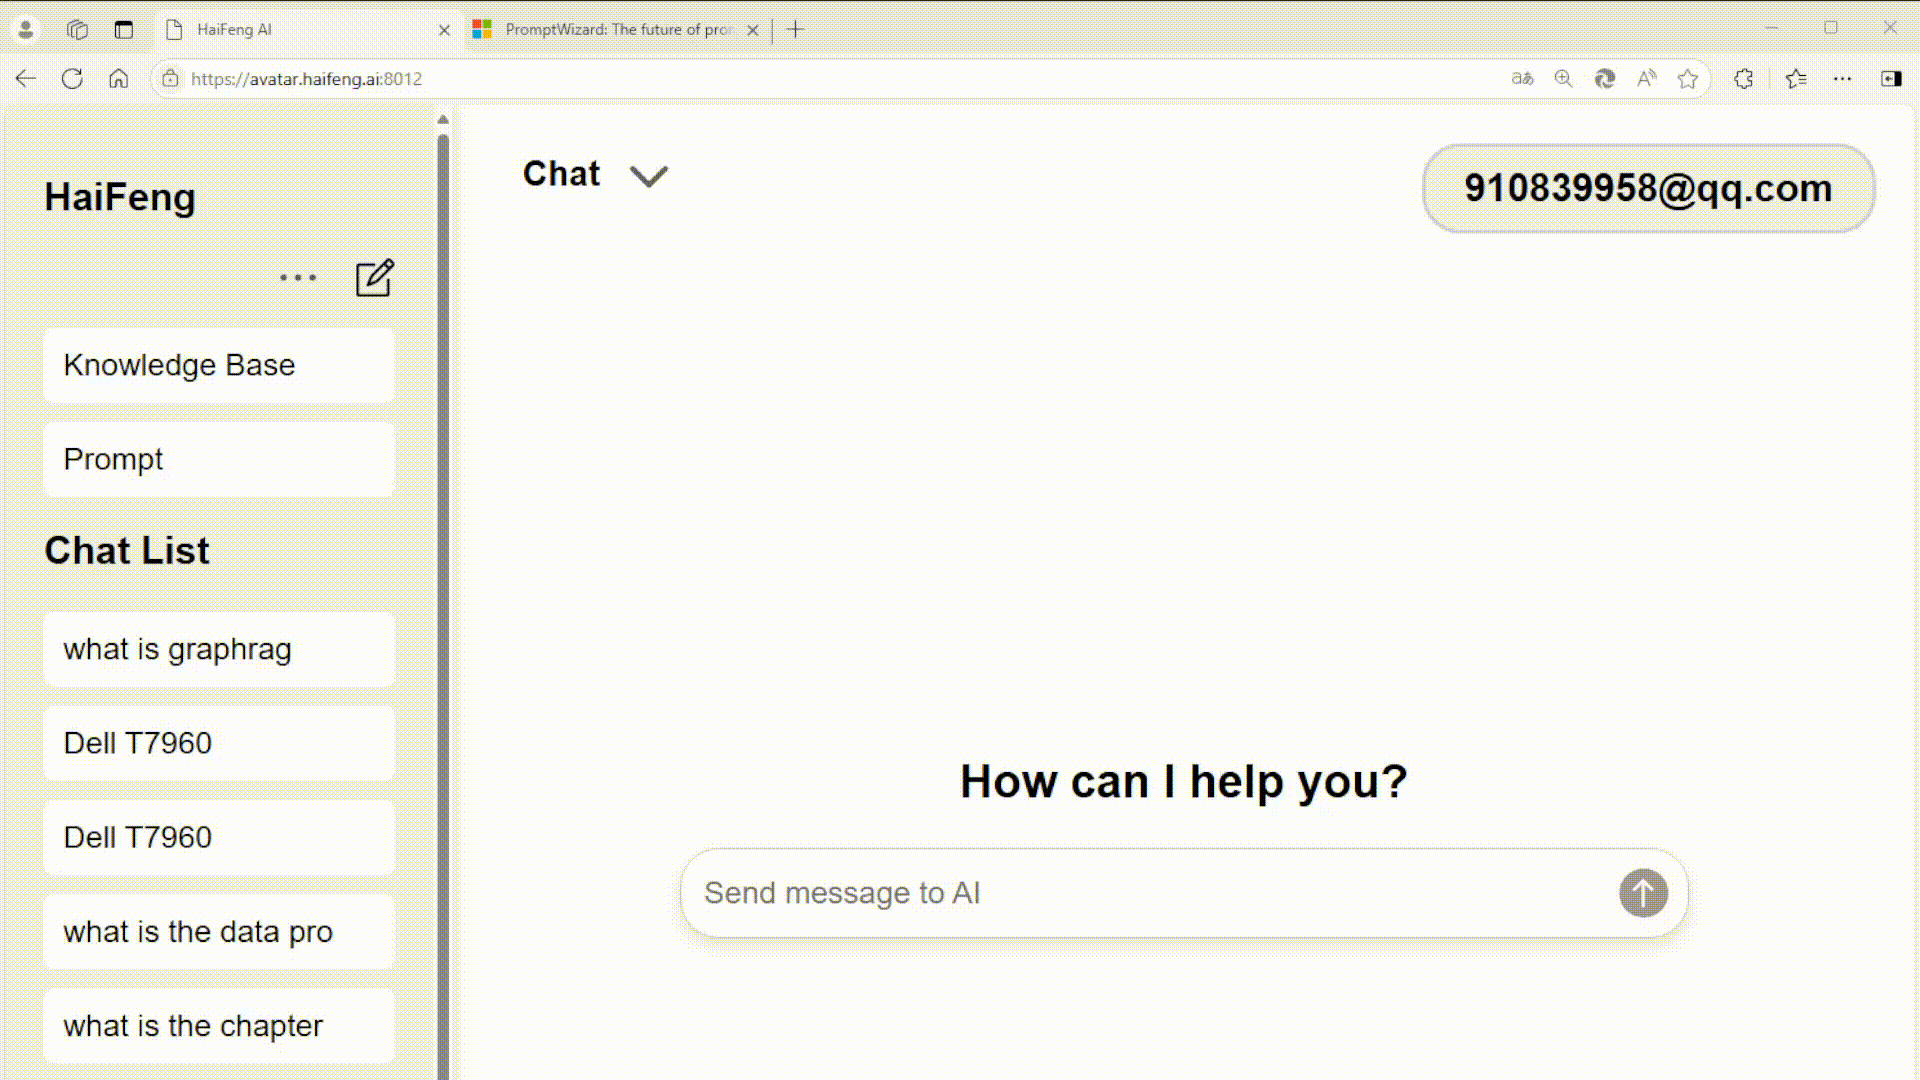 HaiFeng AI
PromptWizard: The future of pro
https://avatar.haifeng.ai:8012
HaiFeng
Knowledge Base
Prompt
Chat List
what is graphrag
Dell T7960
Dell T7960
what is the data pro
what is the chapter
Chat
910839958@qq.com
How can I help you?
Send message to AI